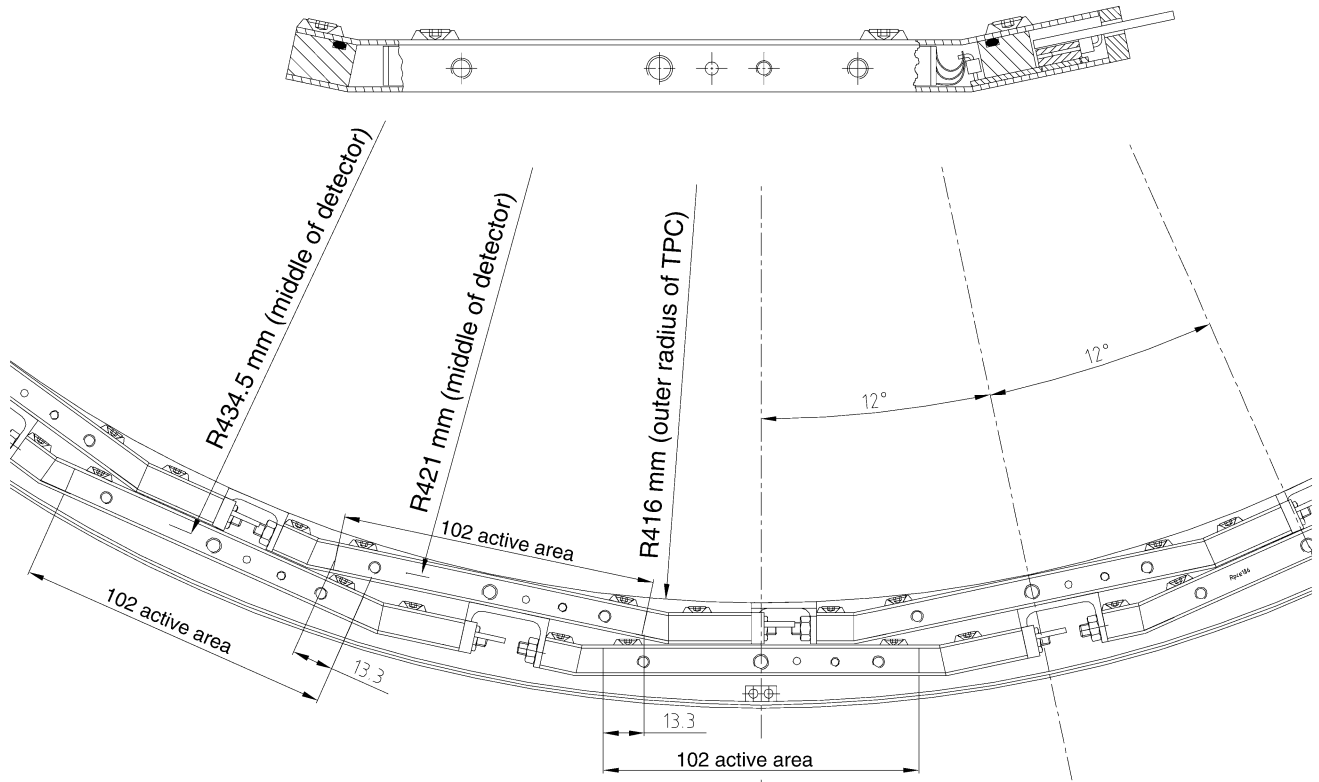 R434.5 mm (middle of detector)
R421 mm (middle of detector)
R416 mm (outer radius of TPC)
12°
12°
102 active area
102 active area
13.3
13.3
102 active area